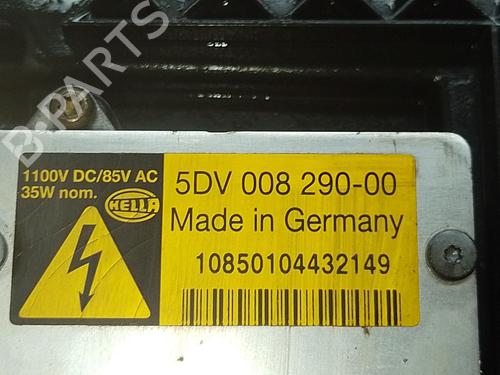 B-PARTS
1100V DC/85V AC
35W nom.
HELLA
5DV 008 290-00
Made in Germany
10850104432149